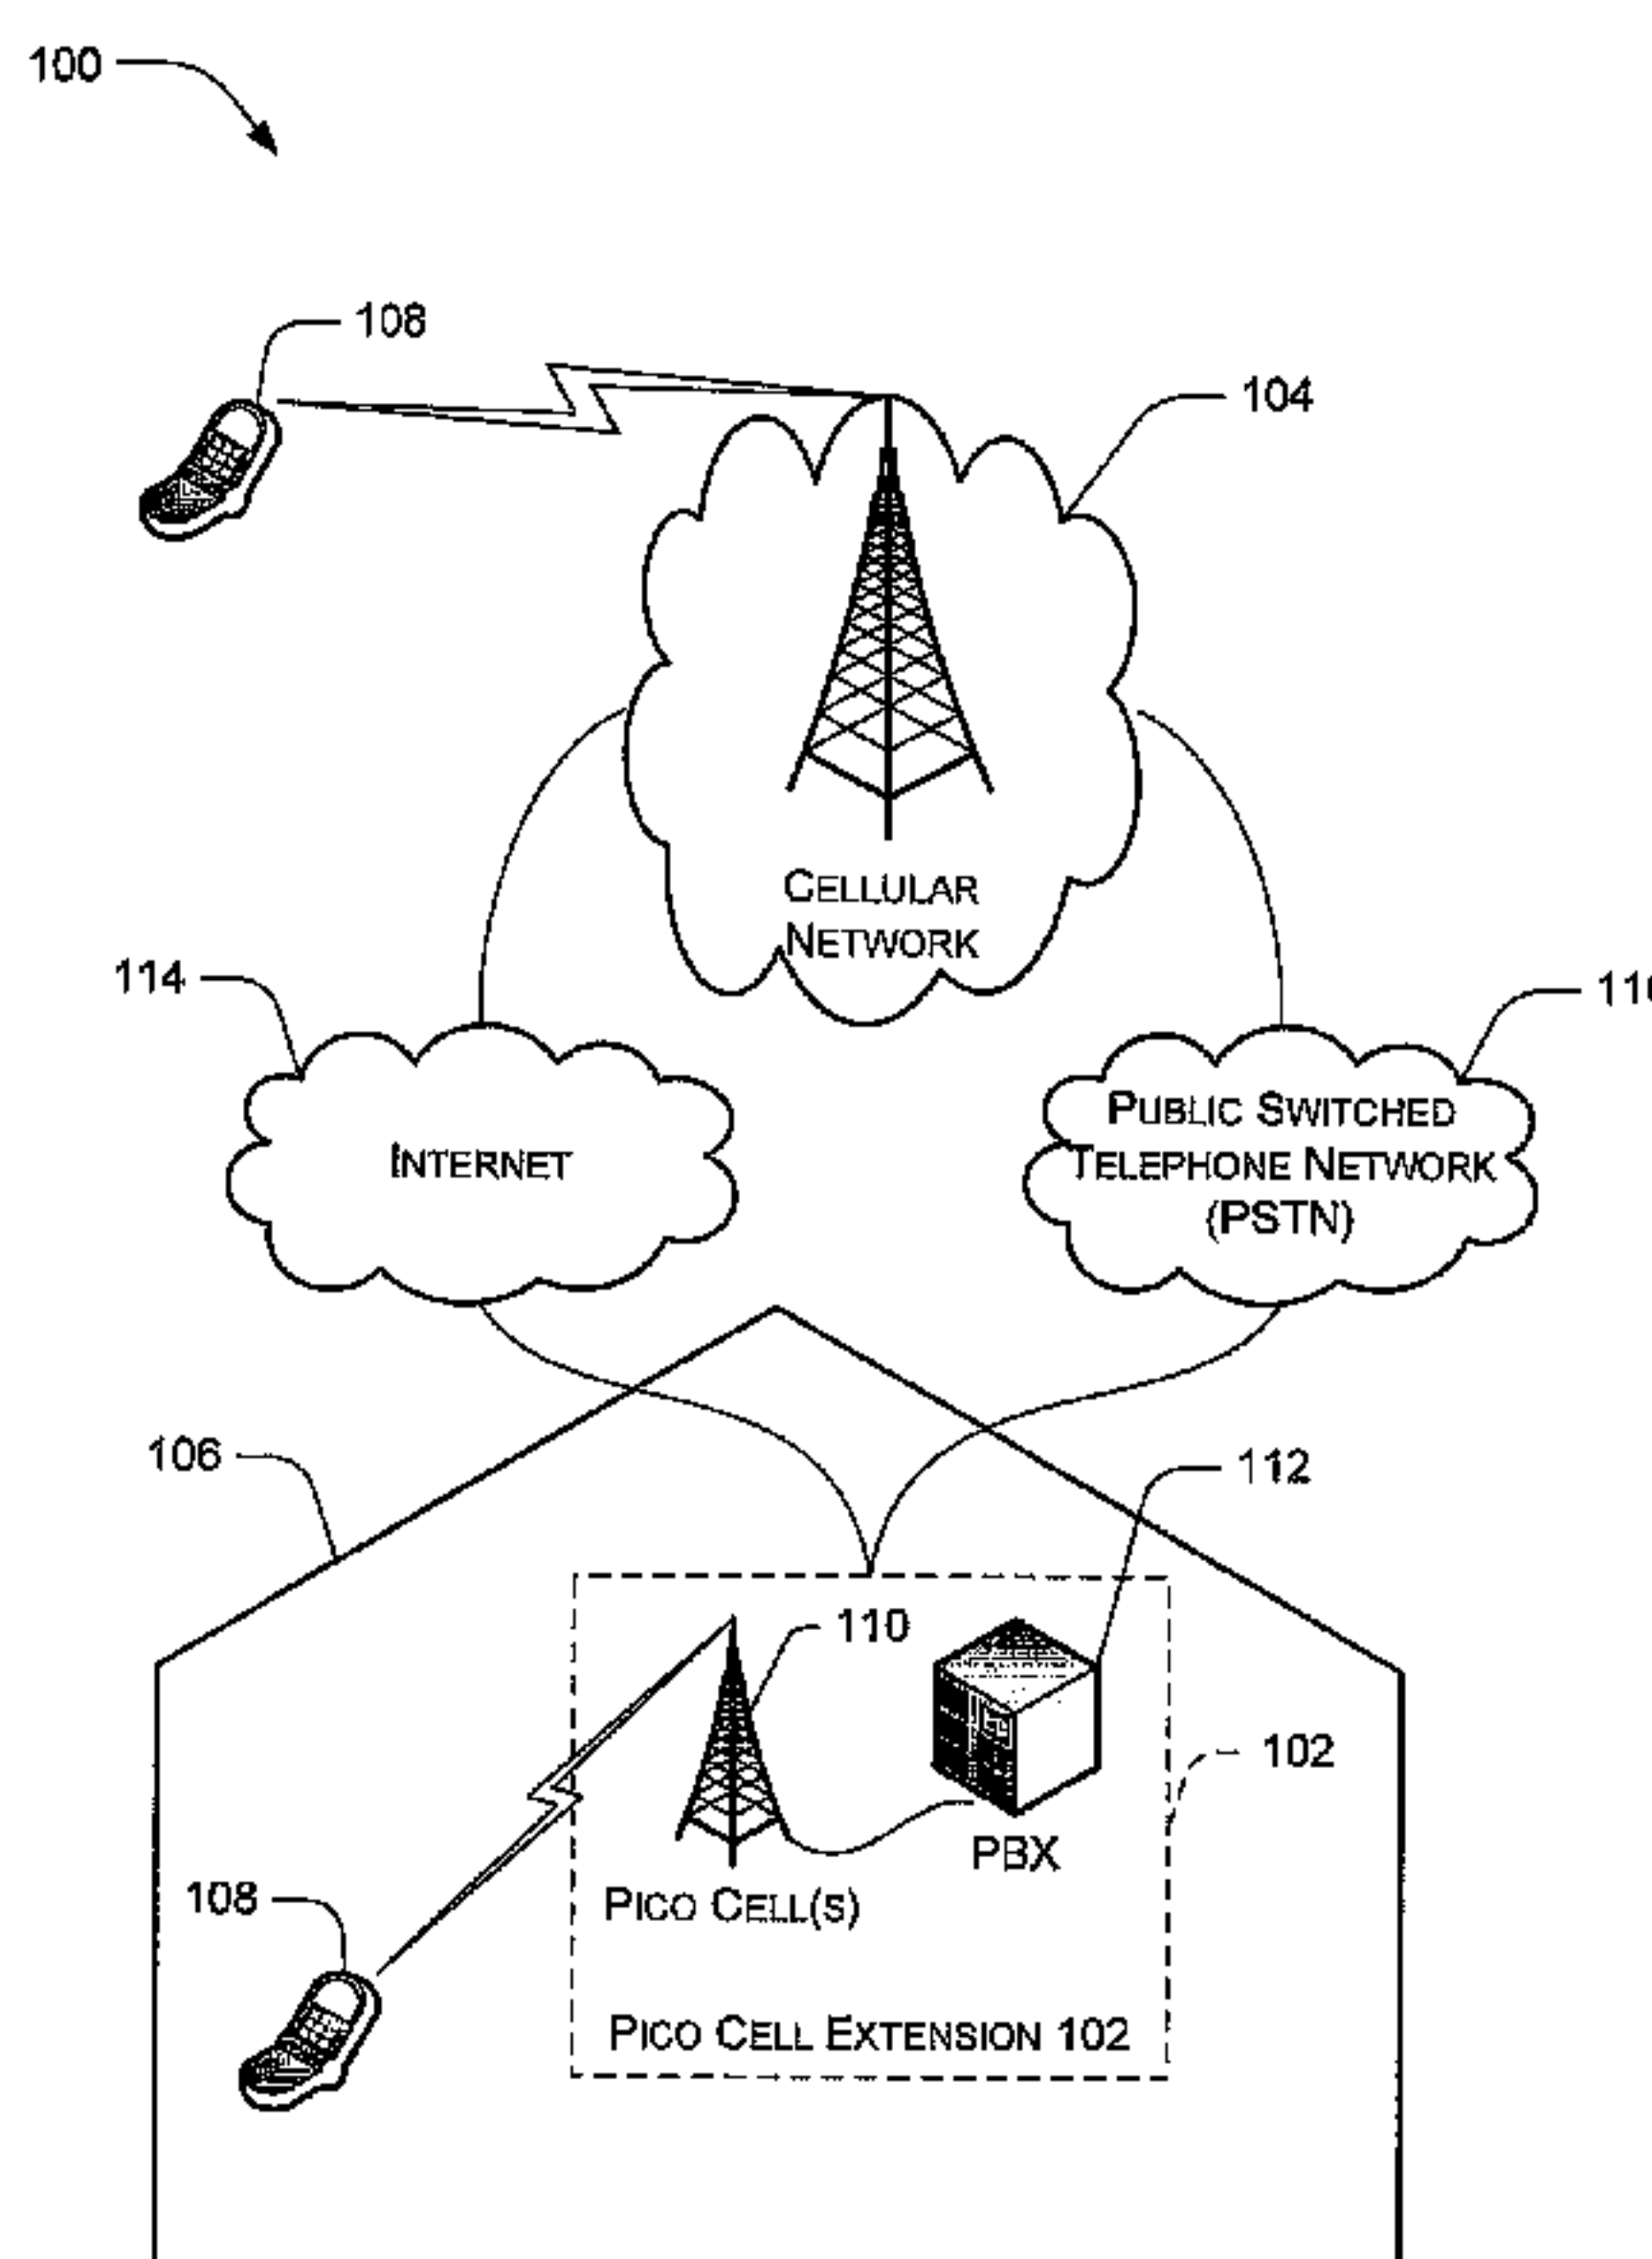 100
108
104
CELLULAR
NETWORK
114
INTERNET
PUBLIC SWITCHED
TELEPHONE NETWORK
(PSTN)
106
112
110
102
PBX
PICO CELL(S)
108
PICO CELL EXTENSION 102